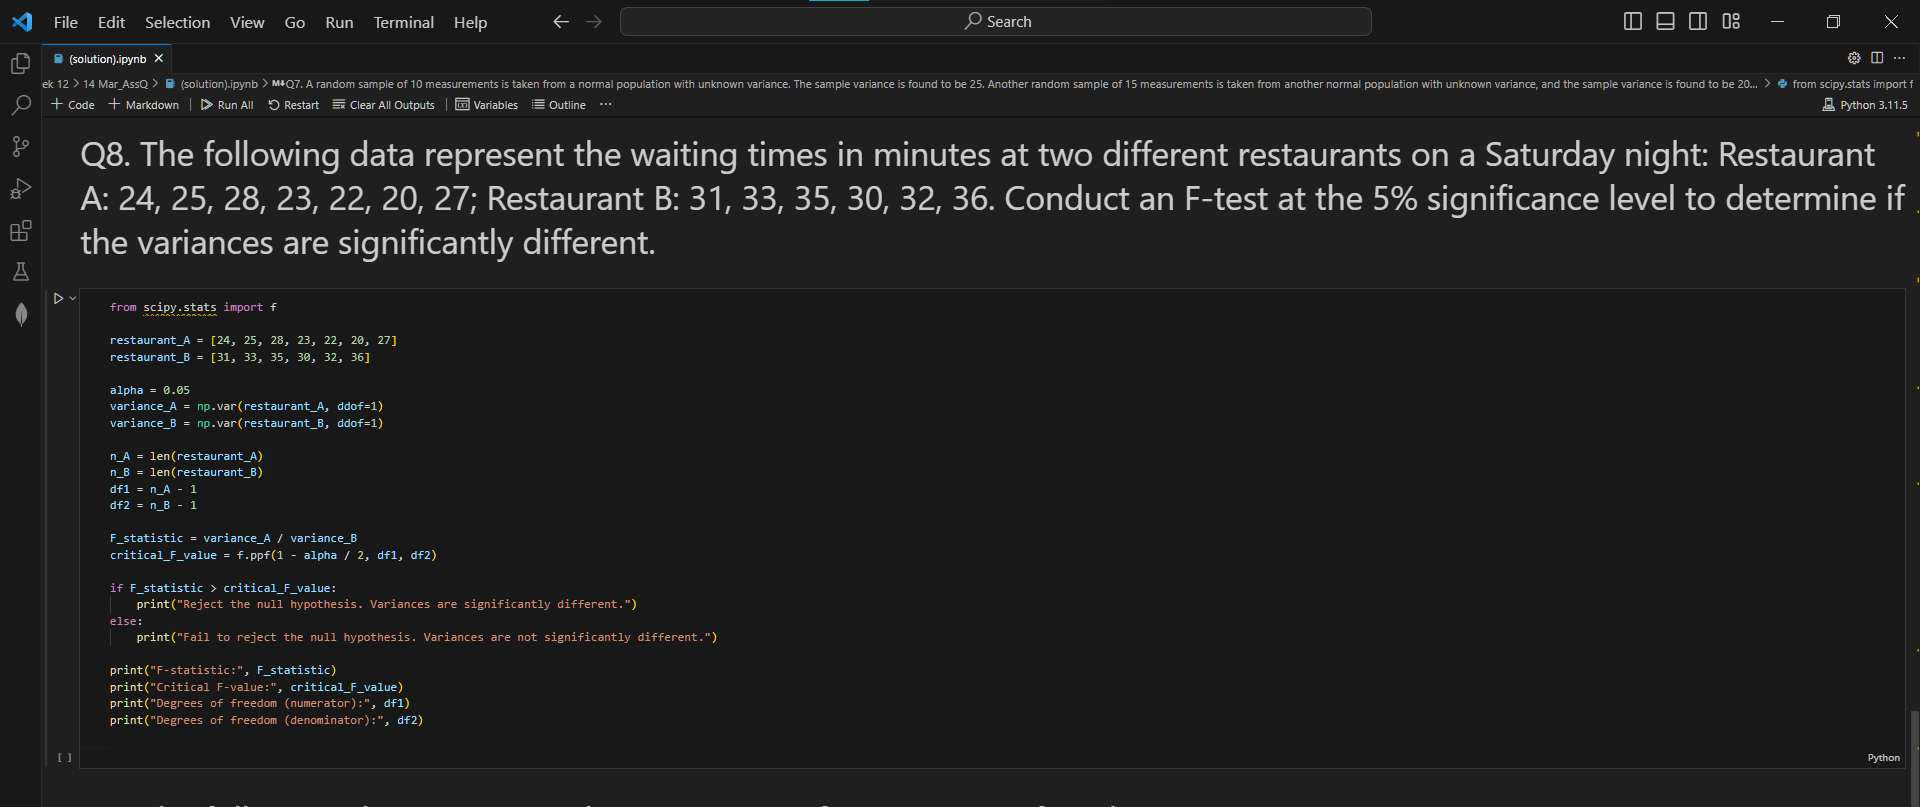 File Edit Selection View Go Run Terminal Help Search
(solution).ipynb
ek 12 > 14 Mar_AssQ > (solution).ipynb > M↓Q7. A random sample of 10 measurements is taken from a normal population with unknown variance. The sample variance is found to be 25. Another random sample of 15 measurements is taken from another normal population with unknown variance, and the sample variance is found to be 20... > from scipy.stats import f
+ Code + Markdown | Run All Restart Clear All Outputs | Variables Outline ... Python 3.11.5
Q8. The following data represent the waiting times in minutes at two different restaurants on a Saturday night: Restaurant
A: 24, 25, 28, 23, 22, 20, 27; Restaurant B: 31, 33, 35, 30, 32, 36. Conduct an F-test at the 5% significance level to determine if
the variances are significantly different.
from scipy.stats import f
restaurant_A = [24, 25, 28, 23, 22, 20, 27]
restaurant_B = [31, 33, 35, 30, 32, 36]
alpha = 0.05
variance_A = np.var(restaurant_A, ddof=1)
variance_B = np.var(restaurant_B, ddof=1)
n_A = len(restaurant_A)
n_B = len(restaurant_B)
df1 = n_A - 1
df2 = n_B - 1
F_statistic = variance_A / variance_B
critical_F_value = f.ppf(1 - alpha / 2, df1, df2)
if F_statistic > critical_F_value:
print("Reject the null hypothesis. Variances are significantly different.")
else:
print("Fail to reject the null hypothesis. Variances are not significantly different.")
print("F-statistic:", F_statistic)
print("Critical F-value:", critical_F_value)
print("Degrees of freedom (numerator):", df1)
print("Degrees of freedom (denominator):", df2)
[ ]
Python